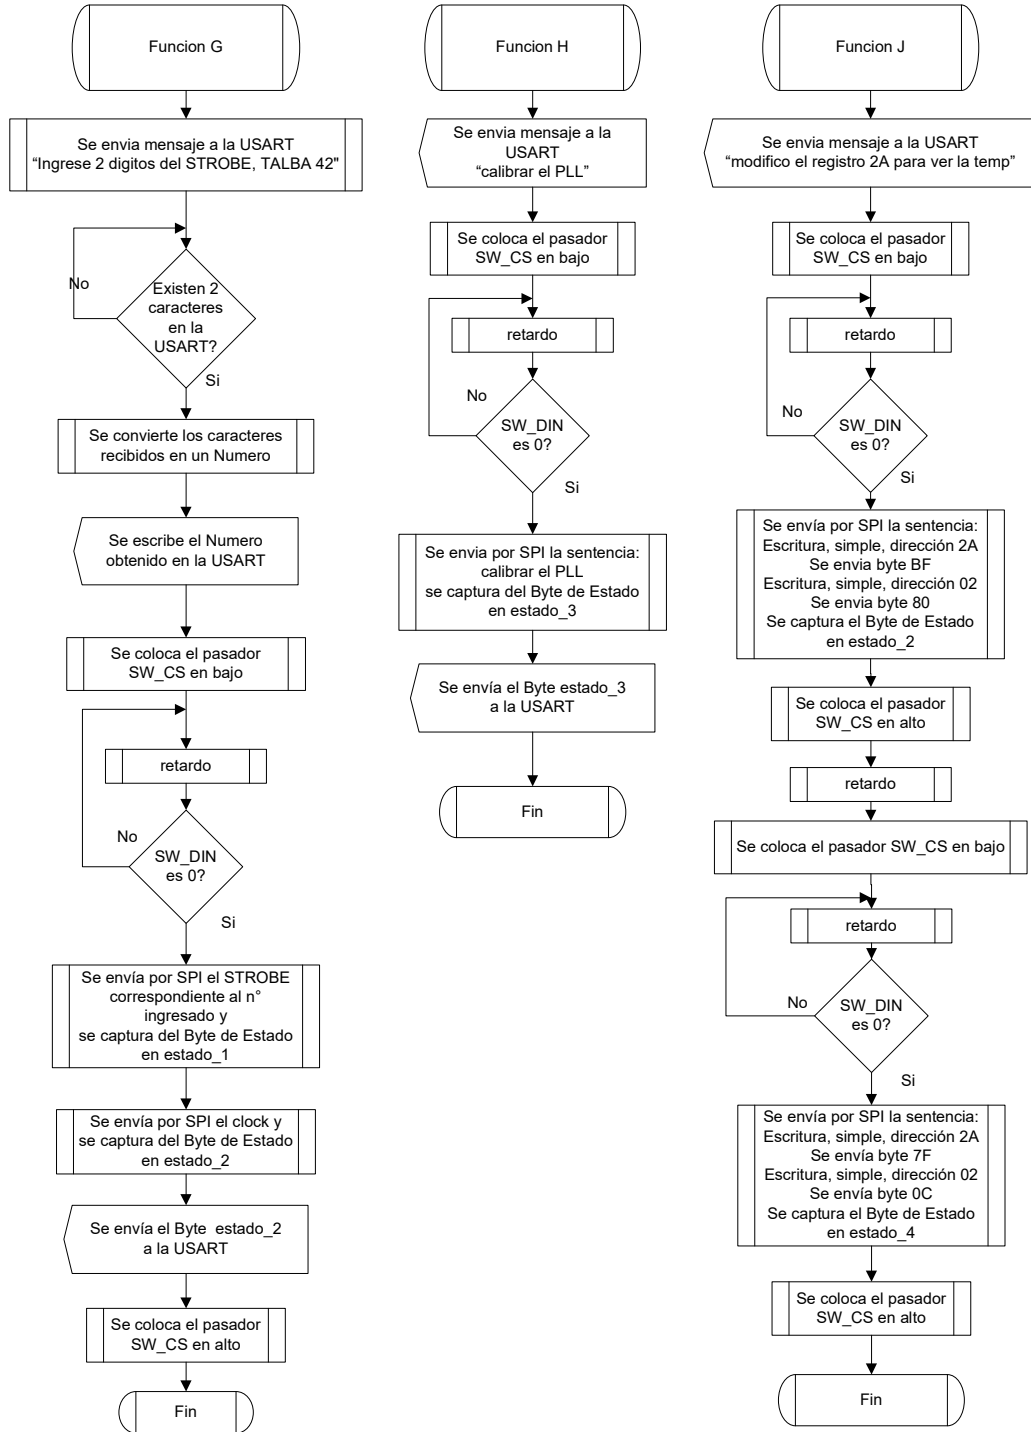 Funcion G
Se envia mensaje a la USART
“Ingrese 2 digitos del STROBE, TALBA 42"
No
Existen 2
caracteres
en la
USART?
Si
Se convierte los caracteres
recibidos en un Numero
Se escribe el Numero
obtenido en la USART
Se coloca el pasador
SW_CS en bajo
retardo
No
SW_DIN
es 0?
Si
Se envía por SPI el STROBE
correspondiente al n°
ingresado y
se captura del Byte de Estado
en estado_1
Se envía por SPI el clock y
se captura del Byte de Estado
en estado_2
Se envía el Byte estado_2
a la USART
Se coloca el pasador
SW_CS en alto
Fin
Funcion H
Se envia mensaje a la
USART
“calibrar el PLL”
Se coloca el pasador
SW_CS en bajo
retardo
No
SW_DIN
es 0?
Si
Se envia por SPI la sentencia:
calibrar el PLL
se captura del Byte de Estado
en estado_3
Se envía el Byte estado_3
a la USART
Fin
Funcion J
Se envia mensaje a la USART
“modifico el registro 2A para ver la temp”
Se coloca el pasador
SW_CS en bajo
retardo
No
SW_DIN
es 0?
Si
Se envía por SPI la sentencia:
Escritura, simple, dirección 2A
Se envia byte BF
Escritura, simple, dirección 02
Se envia byte 80
Se captura el Byte de Estado
en estado_2
Se coloca el pasador
SW_CS en alto
retardo
Se coloca el pasador SW_CS en bajo
retardo
No
SW_DIN
es 0?
Si
Se envía por SPI la sentencia:
Escritura, simple, dirección 2A
Se envía byte 7F
Escritura, simple, dirección 02
Se envía byte 0C
Se captura el Byte de Estado
en estado_4
Se coloca el pasador
SW_CS en alto
Fin